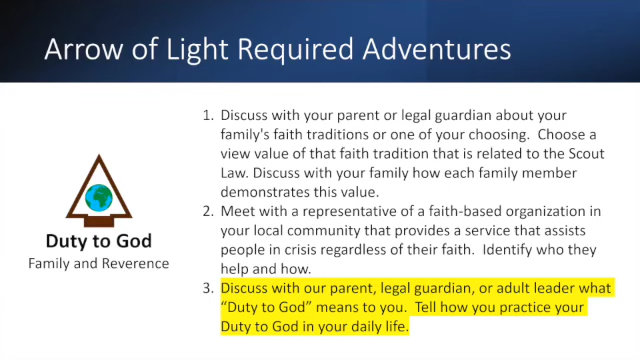 Arrow of Light Required Adventures
1. Discuss with your parent or legal guardian about your
family's faith traditions or one of your choosing.  Choose a
view value of that faith tradition that is related to the Scout
Law. Discuss with your family how each family member
demonstrates this value.
2. Meet with a representative of a faith-based organization in
your local community that provides a service that assists
people in crisis regardless of their faith.  Identify who they
help and how.
3. Discuss with our parent, legal guardian, or adult leader what
“Duty to God” means to you.  Tell how you practice your
Duty to God in your daily life.
Duty to God
Family and Reverence